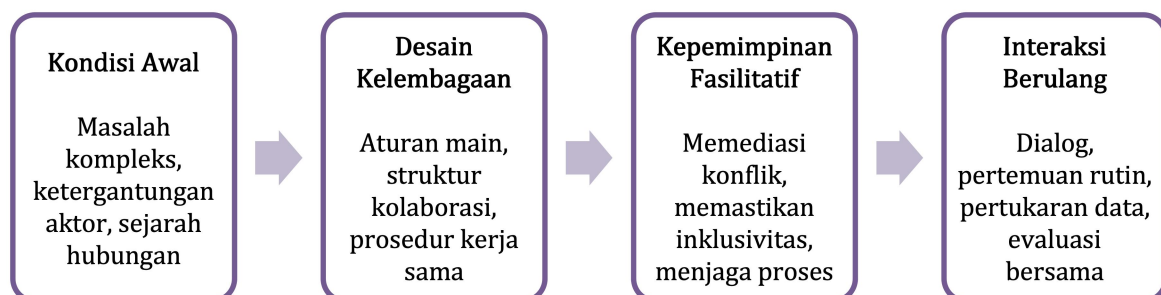 Kondisi Awal
Masalah
kompleks,
ketergantungan
aktor, sejarah
hubungan
Desain
Kelembagaan
Aturan main,
struktur
kolaborasi,
prosedur kerja
sama
Kepemimpinan
Fasilitatif
Memediasi
konflik,
memastikan
inklusivitas,
menjaga proses
Interaksi
Berulang
Dialog,
pertemuan rutin,
pertukaran data,
evaluasi
bersama